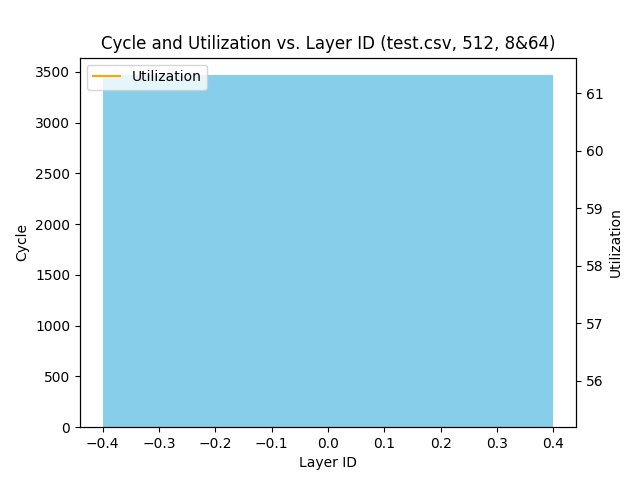 Cycle and Utilization vs. Layer ID (test.csv, 512, 8&64)
Utilization
3500
3000
2500
2000
1500
1000
500
0
Cycle
61
60
59
58
57
56
Utilization
−0.4 −0.3 −0.2 −0.1 0.0 0.1 0.2 0.3 0.4
Layer ID